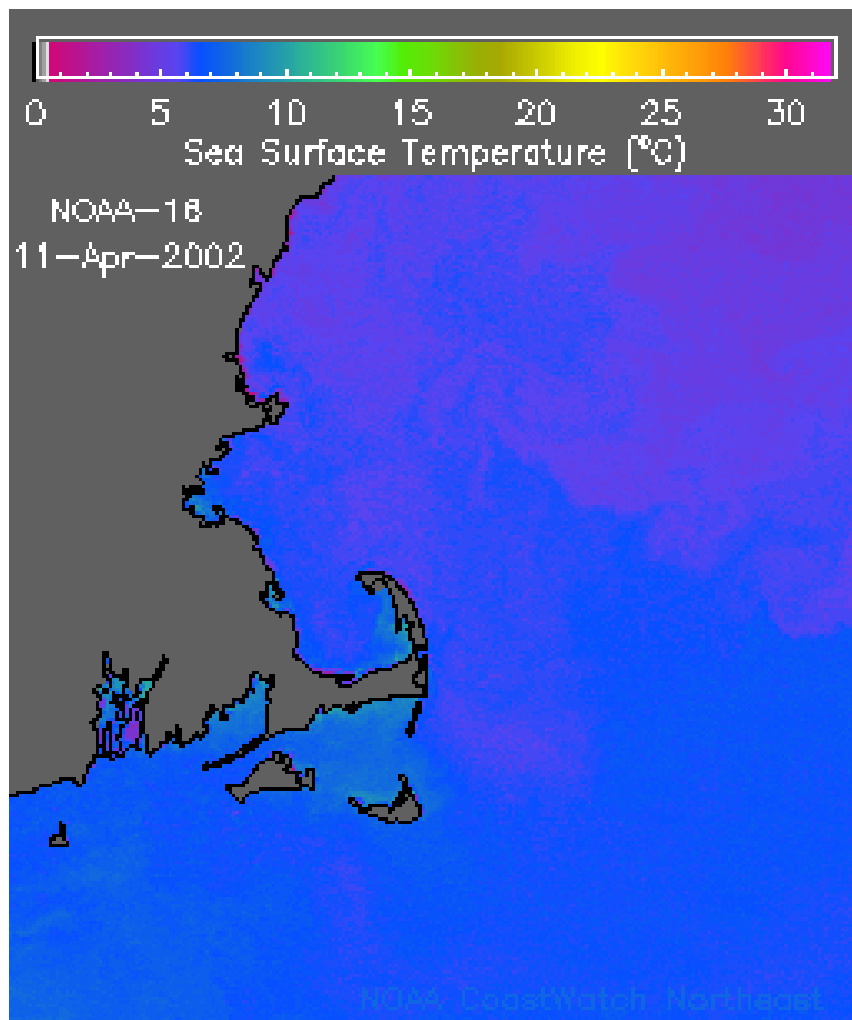 0 5 10 15 20 25 30
Sea Surface Temperature (°C)
NOAA-16
11-Apr-2002
NOAA CoastWatch Northeast